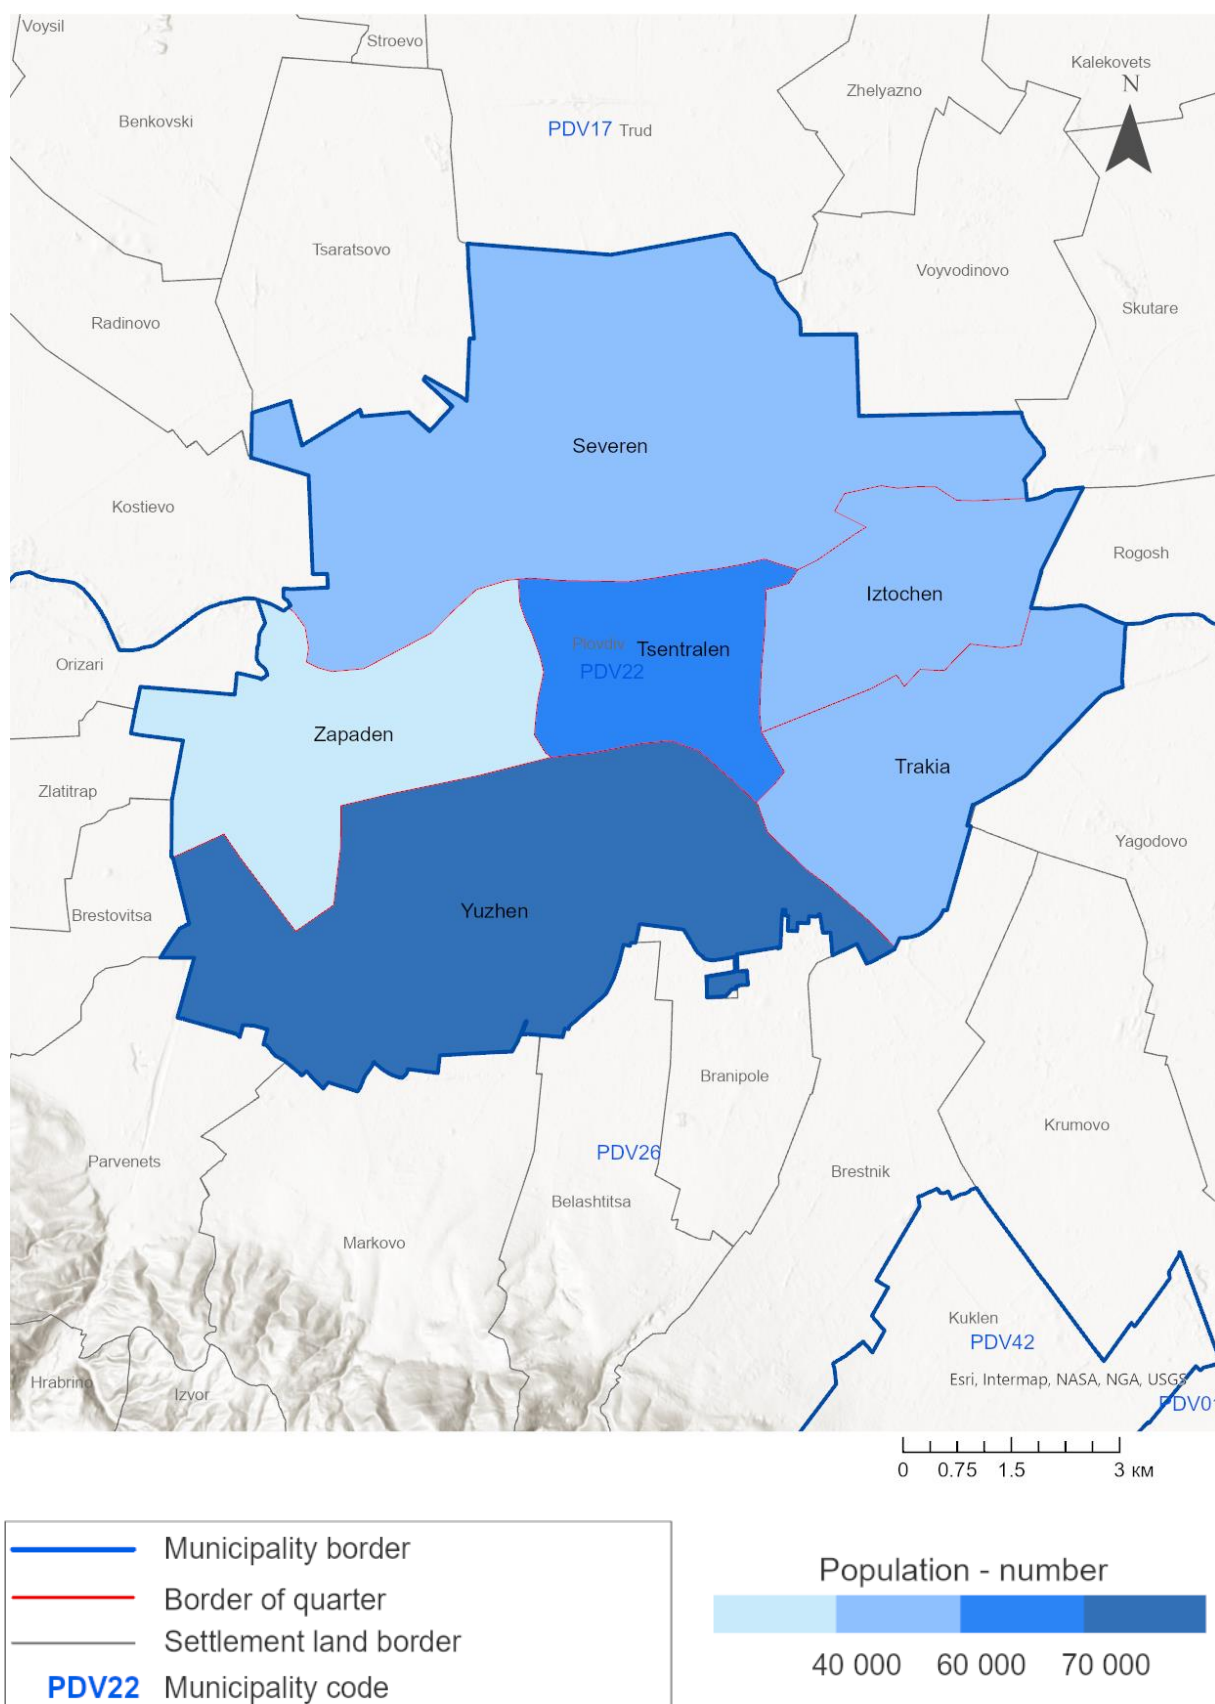 Voysil
Stroevo
Kalekovets
N
Zhelyazno
Benkovski
PDV17 Trud
Tsaratsovo
Voyvodinovo
Skutare
Radinovo
Severen
Kostievo
Rogosh
Iztochen
Plovdiv
Tsentralen
PDV22
Orizari
Zapaden
Trakia
Zlatitrap
Yagodovo
Brestovitsa
Yuzhen
Branipole
Krumovo
PDV26
Parvenets
Brestnik
Belashtitsa
Markovo
Kuklen
PDV42
Esri, Intermap, NASA, NGA, USGS
Hrabrino
Izvor
PDV01
0 0.75 1.5 3 км
Municipality border
Border of quarter
Settlement land border
PDV22 Municipality code
Population - number
40 000 60 000 70 000